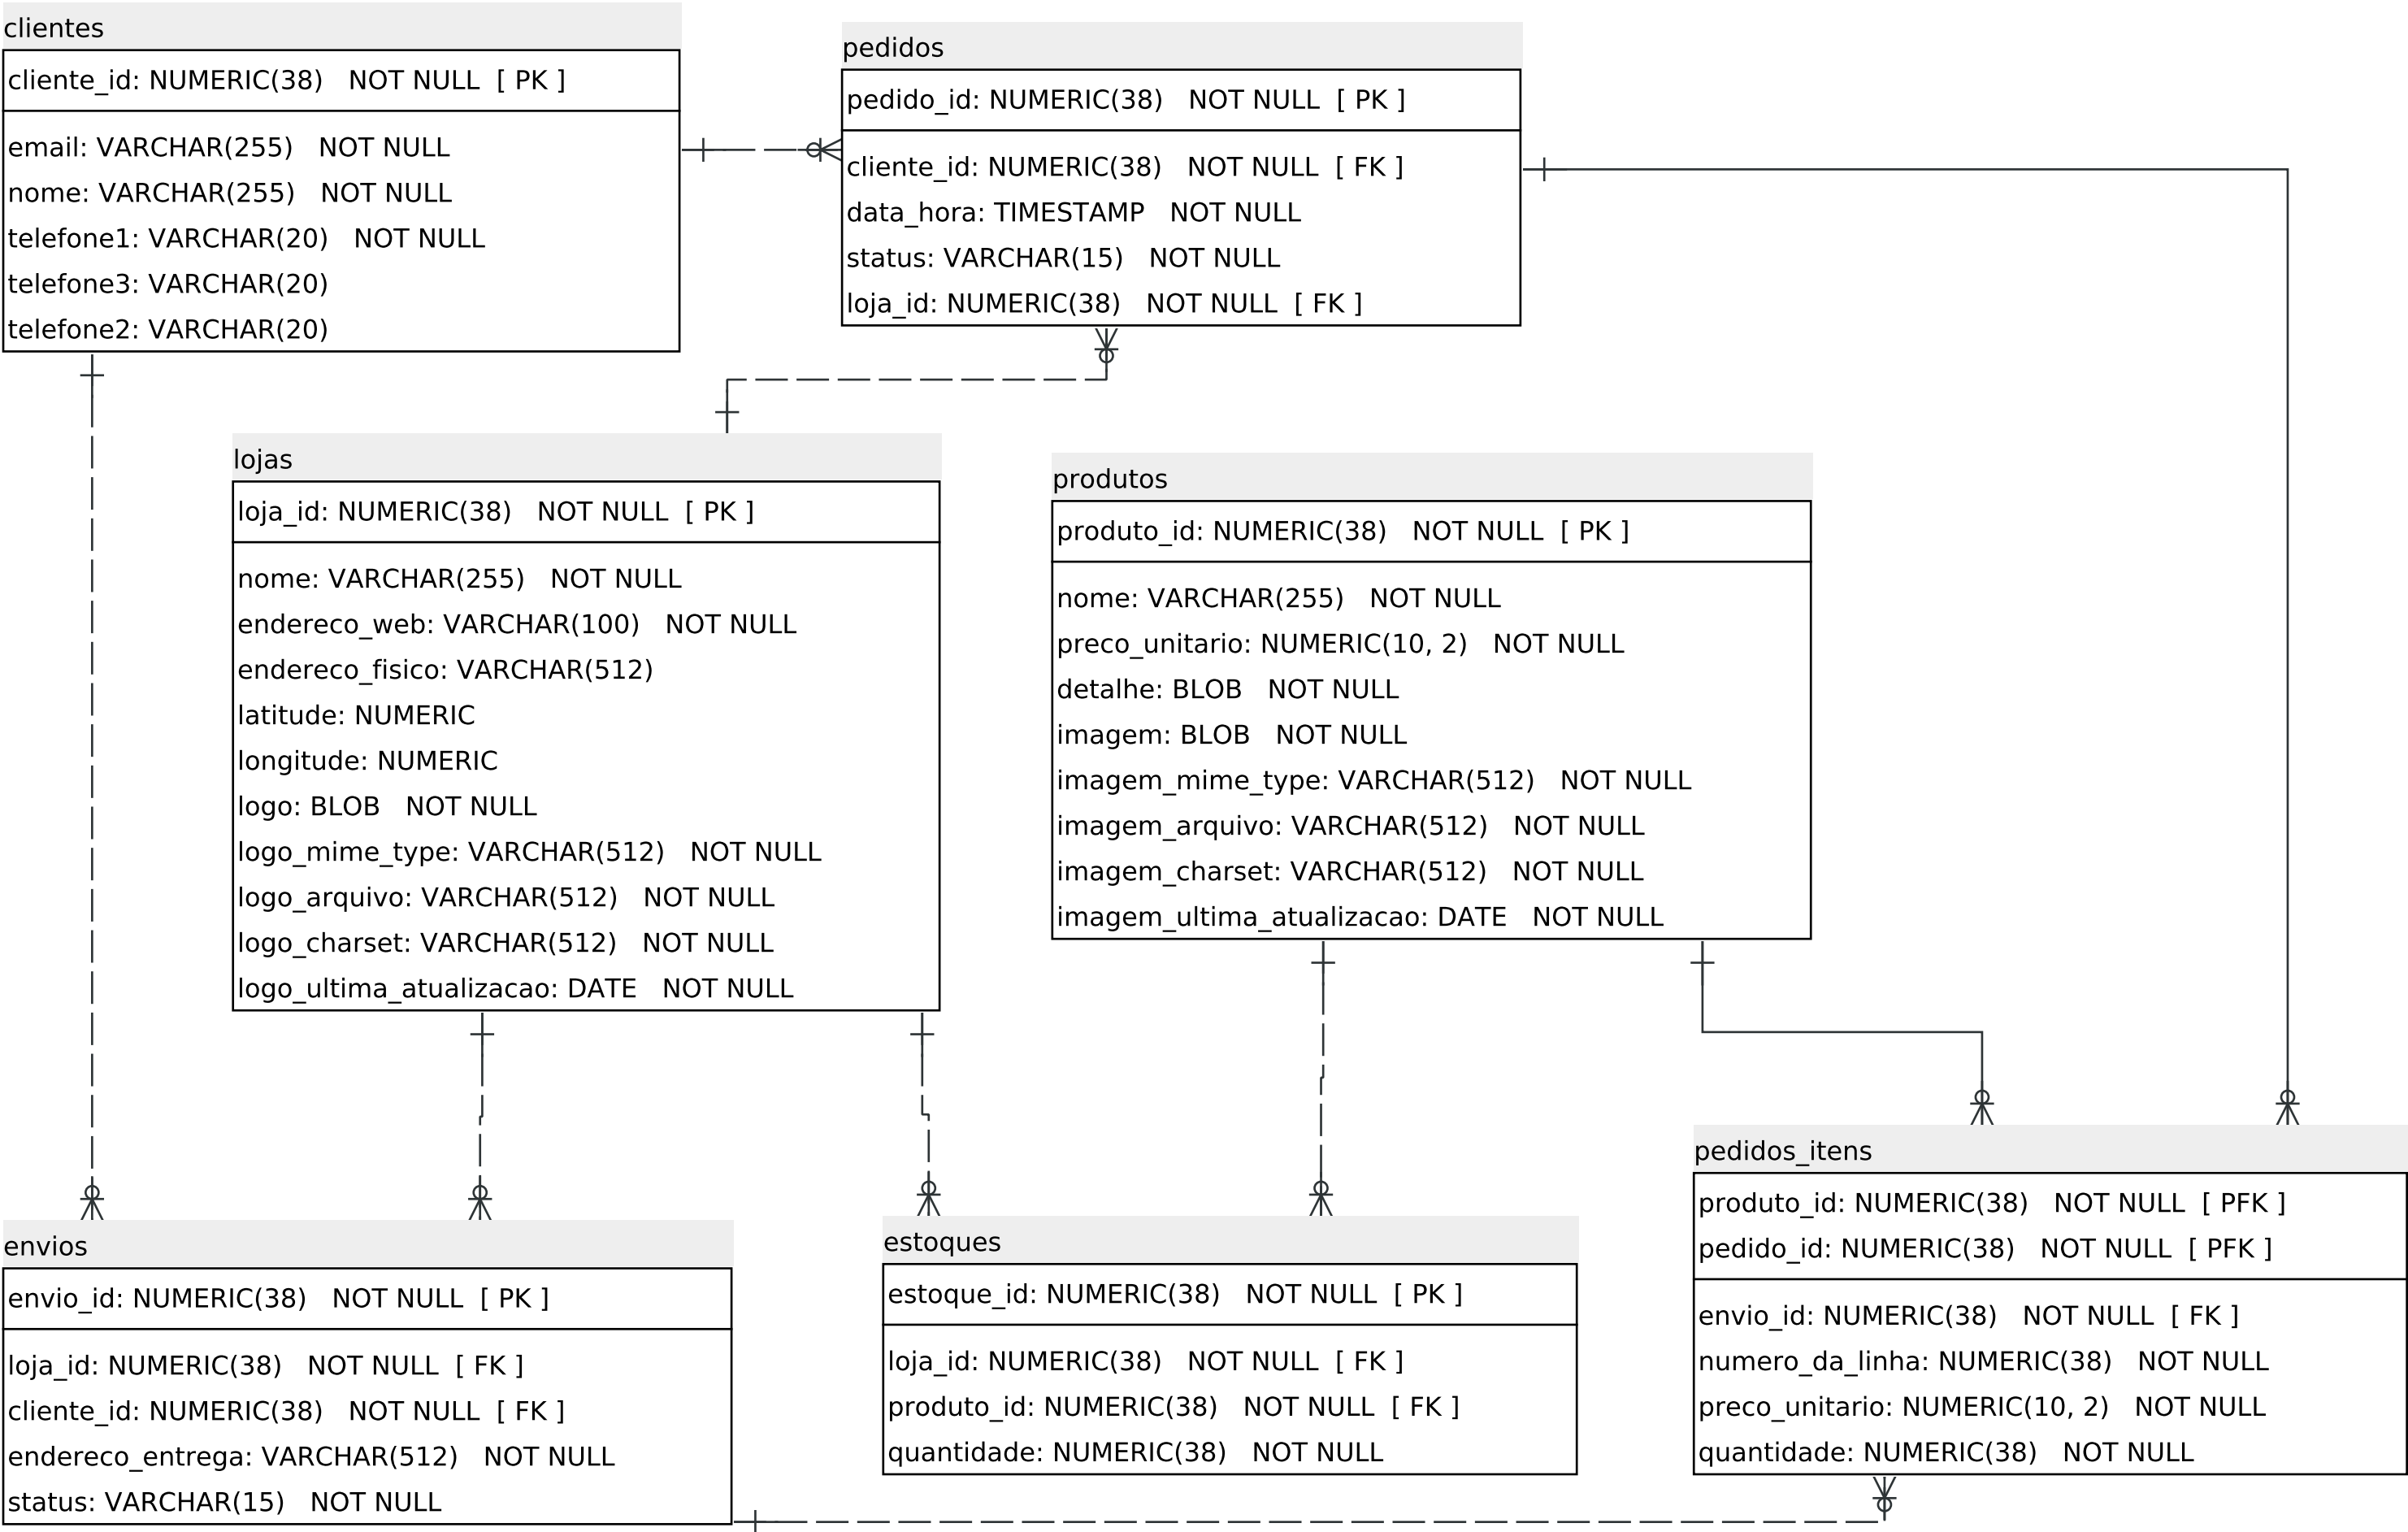 clientes
cliente_id: NUMERIC(38) NOT NULL [ PK ]
email: VARCHAR(255) NOT NULL
nome: VARCHAR(255) NOT NULL
telefone1: VARCHAR(20) NOT NULL
telefone3: VARCHAR(20)
telefone2: VARCHAR(20)
pedidos
pedido_id: NUMERIC(38) NOT NULL [ PK ]
cliente_id: NUMERIC(38) NOT NULL [ FK ]
data_hora: TIMESTAMP NOT NULL
status: VARCHAR(15) NOT NULL
loja_id: NUMERIC(38) NOT NULL [ FK ]
lojas
loja_id: NUMERIC(38) NOT NULL [ PK ]
nome: VARCHAR(255) NOT NULL
endereco_web: VARCHAR(100) NOT NULL
endereco_fisico: VARCHAR(512)
latitude: NUMERIC
longitude: NUMERIC
logo: BLOB NOT NULL
logo_mime_type: VARCHAR(512) NOT NULL
logo_arquivo: VARCHAR(512) NOT NULL
logo_charset: VARCHAR(512) NOT NULL
logo_ultima_atualizacao: DATE NOT NULL
produtos
produto_id: NUMERIC(38) NOT NULL [ PK ]
nome: VARCHAR(255) NOT NULL
preco_unitario: NUMERIC(10, 2) NOT NULL
detalhe: BLOB NOT NULL
imagem: BLOB NOT NULL
imagem_mime_type: VARCHAR(512) NOT NULL
imagem_arquivo: VARCHAR(512) NOT NULL
imagem_charset: VARCHAR(512) NOT NULL
imagem_ultima_atualizacao: DATE NOT NULL
envios
envio_id: NUMERIC(38) NOT NULL [ PK ]
loja_id: NUMERIC(38) NOT NULL [ FK ]
cliente_id: NUMERIC(38) NOT NULL [ FK ]
endereco_entrega: VARCHAR(512) NOT NULL
status: VARCHAR(15) NOT NULL
estoques
estoque_id: NUMERIC(38) NOT NULL [ PK ]
loja_id: NUMERIC(38) NOT NULL [ FK ]
produto_id: NUMERIC(38) NOT NULL [ FK ]
quantidade: NUMERIC(38) NOT NULL
pedidos_itens
produto_id: NUMERIC(38) NOT NULL [ PFK ]
pedido_id: NUMERIC(38) NOT NULL [ PFK ]
envio_id: NUMERIC(38) NOT NULL [ FK ]
numero_da_linha: NUMERIC(38) NOT NULL
preco_unitario: NUMERIC(10, 2) NOT NULL
quantidade: NUMERIC(38) NOT NULL